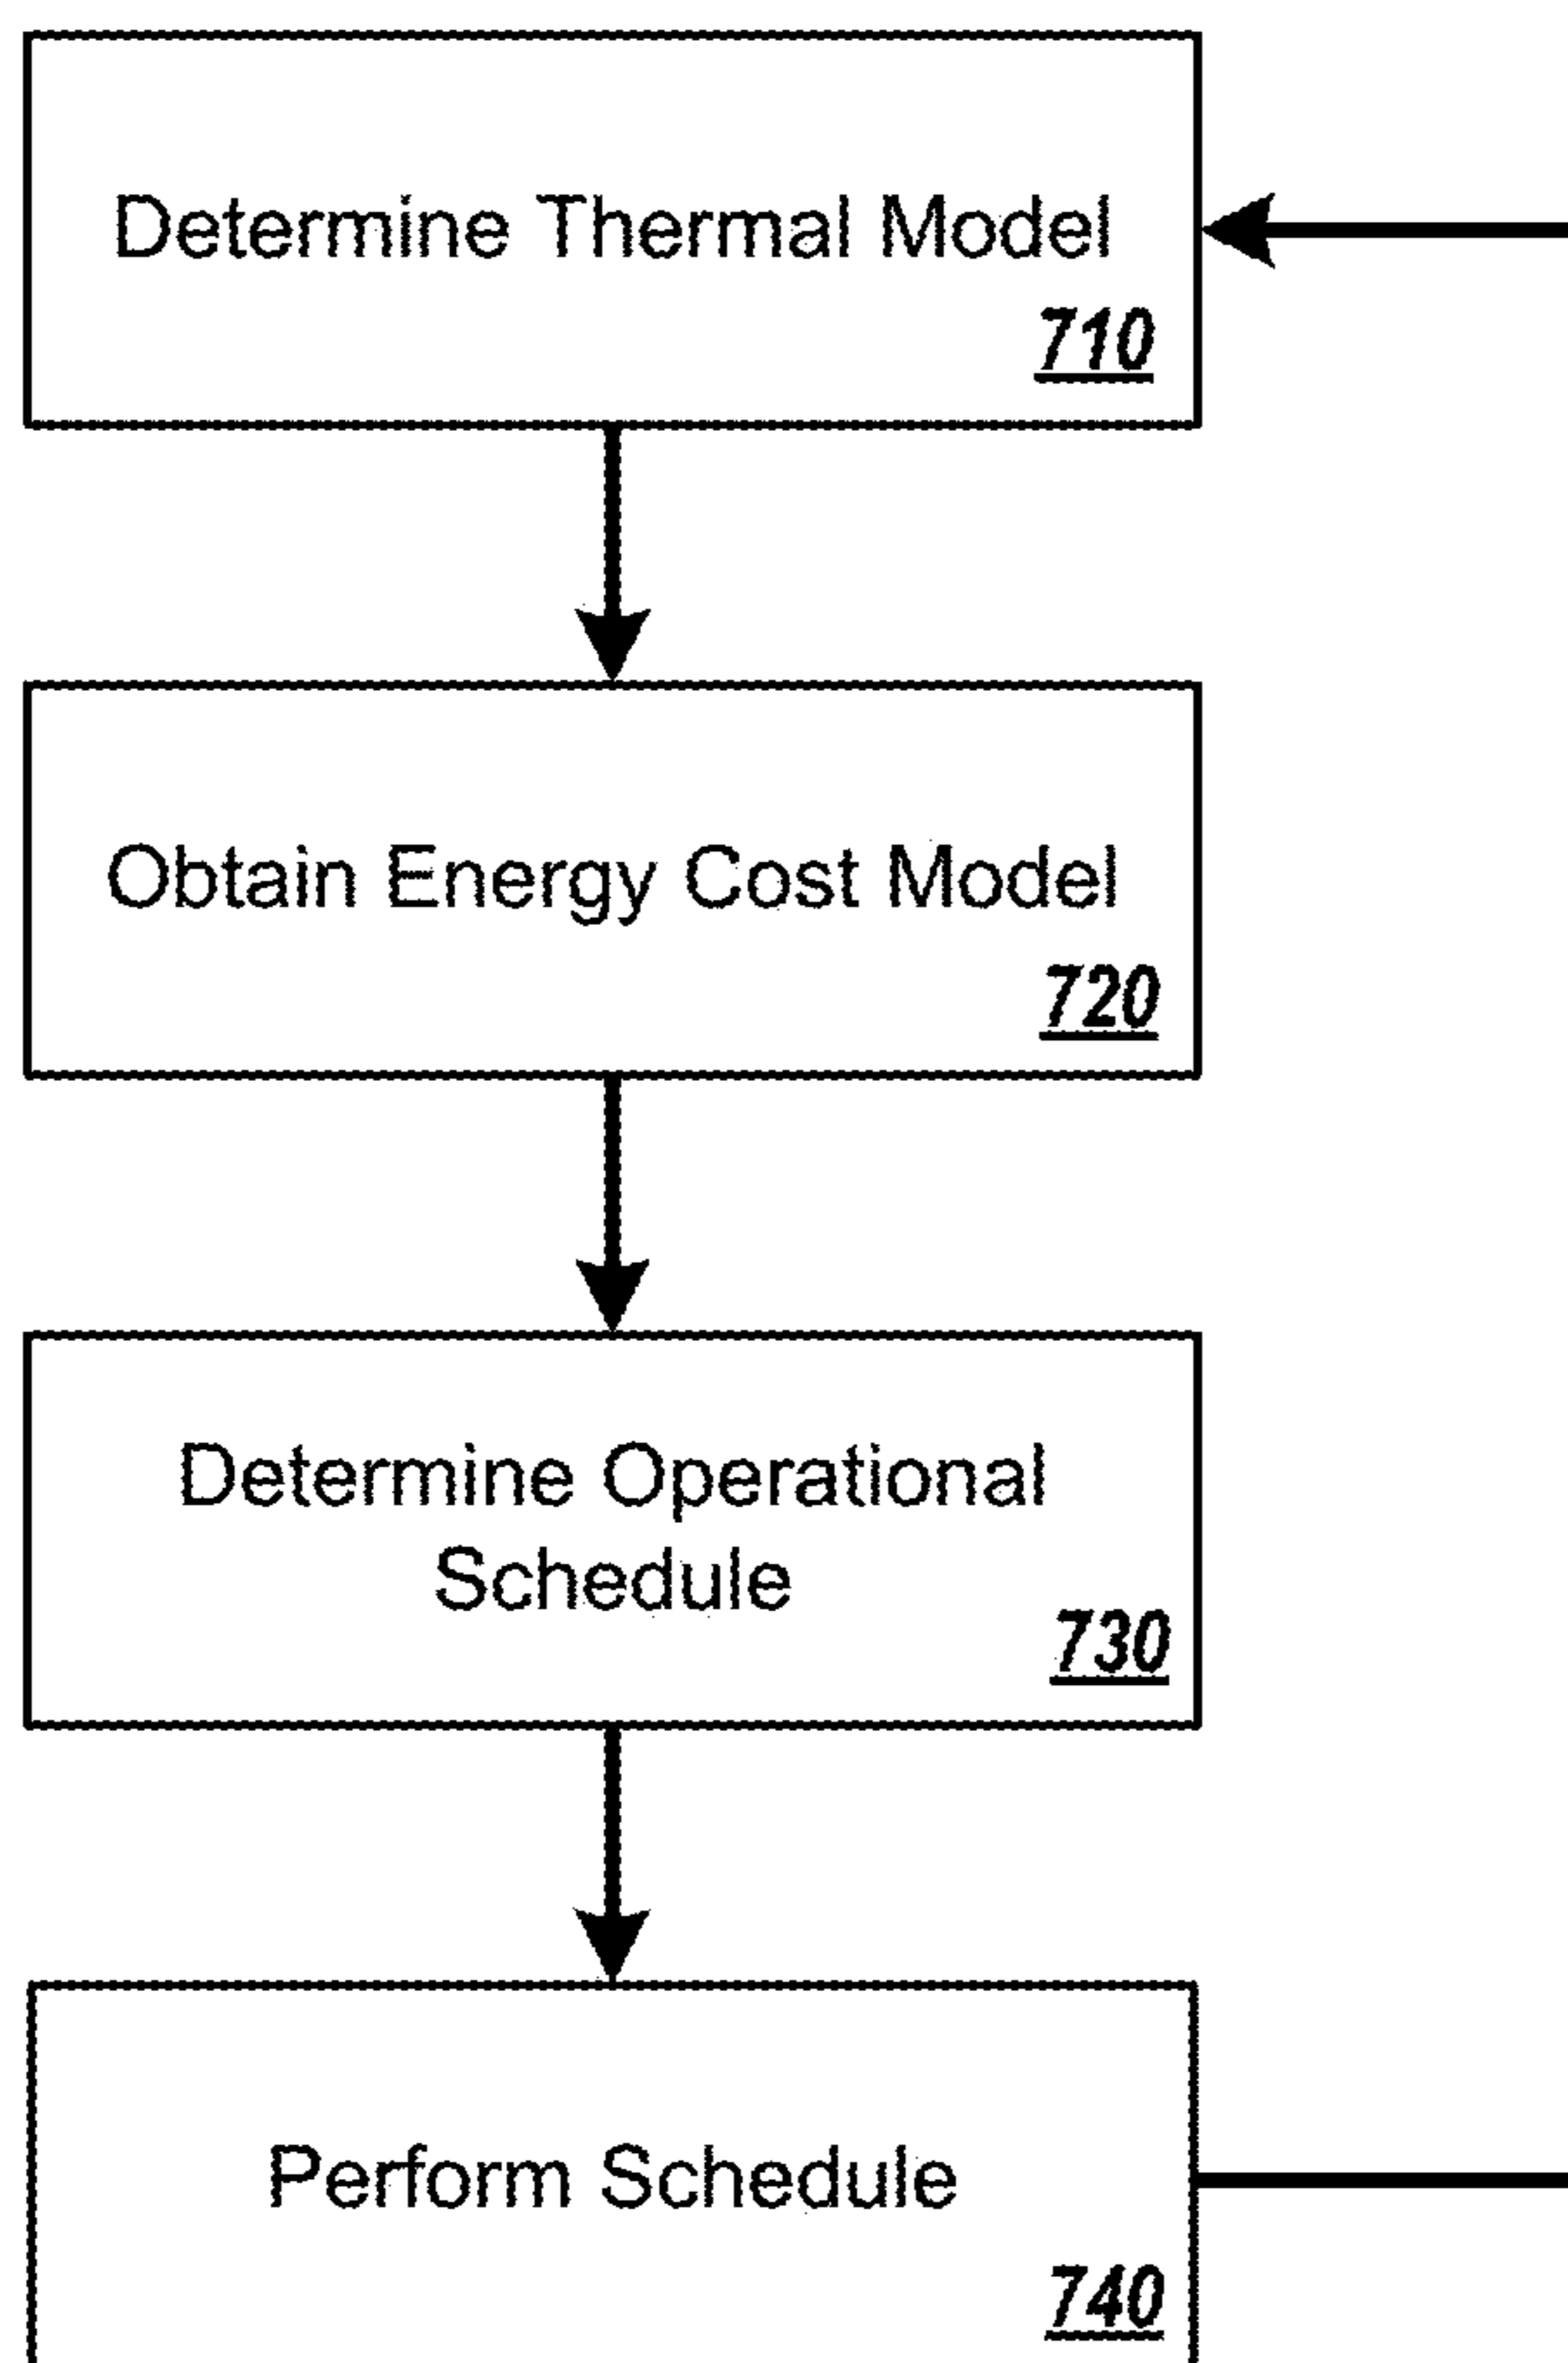 Determine Thermal Model
710
Obtain Energy Cost Model
720
Determine Operational
Schedule
730
Perform Schedule
740